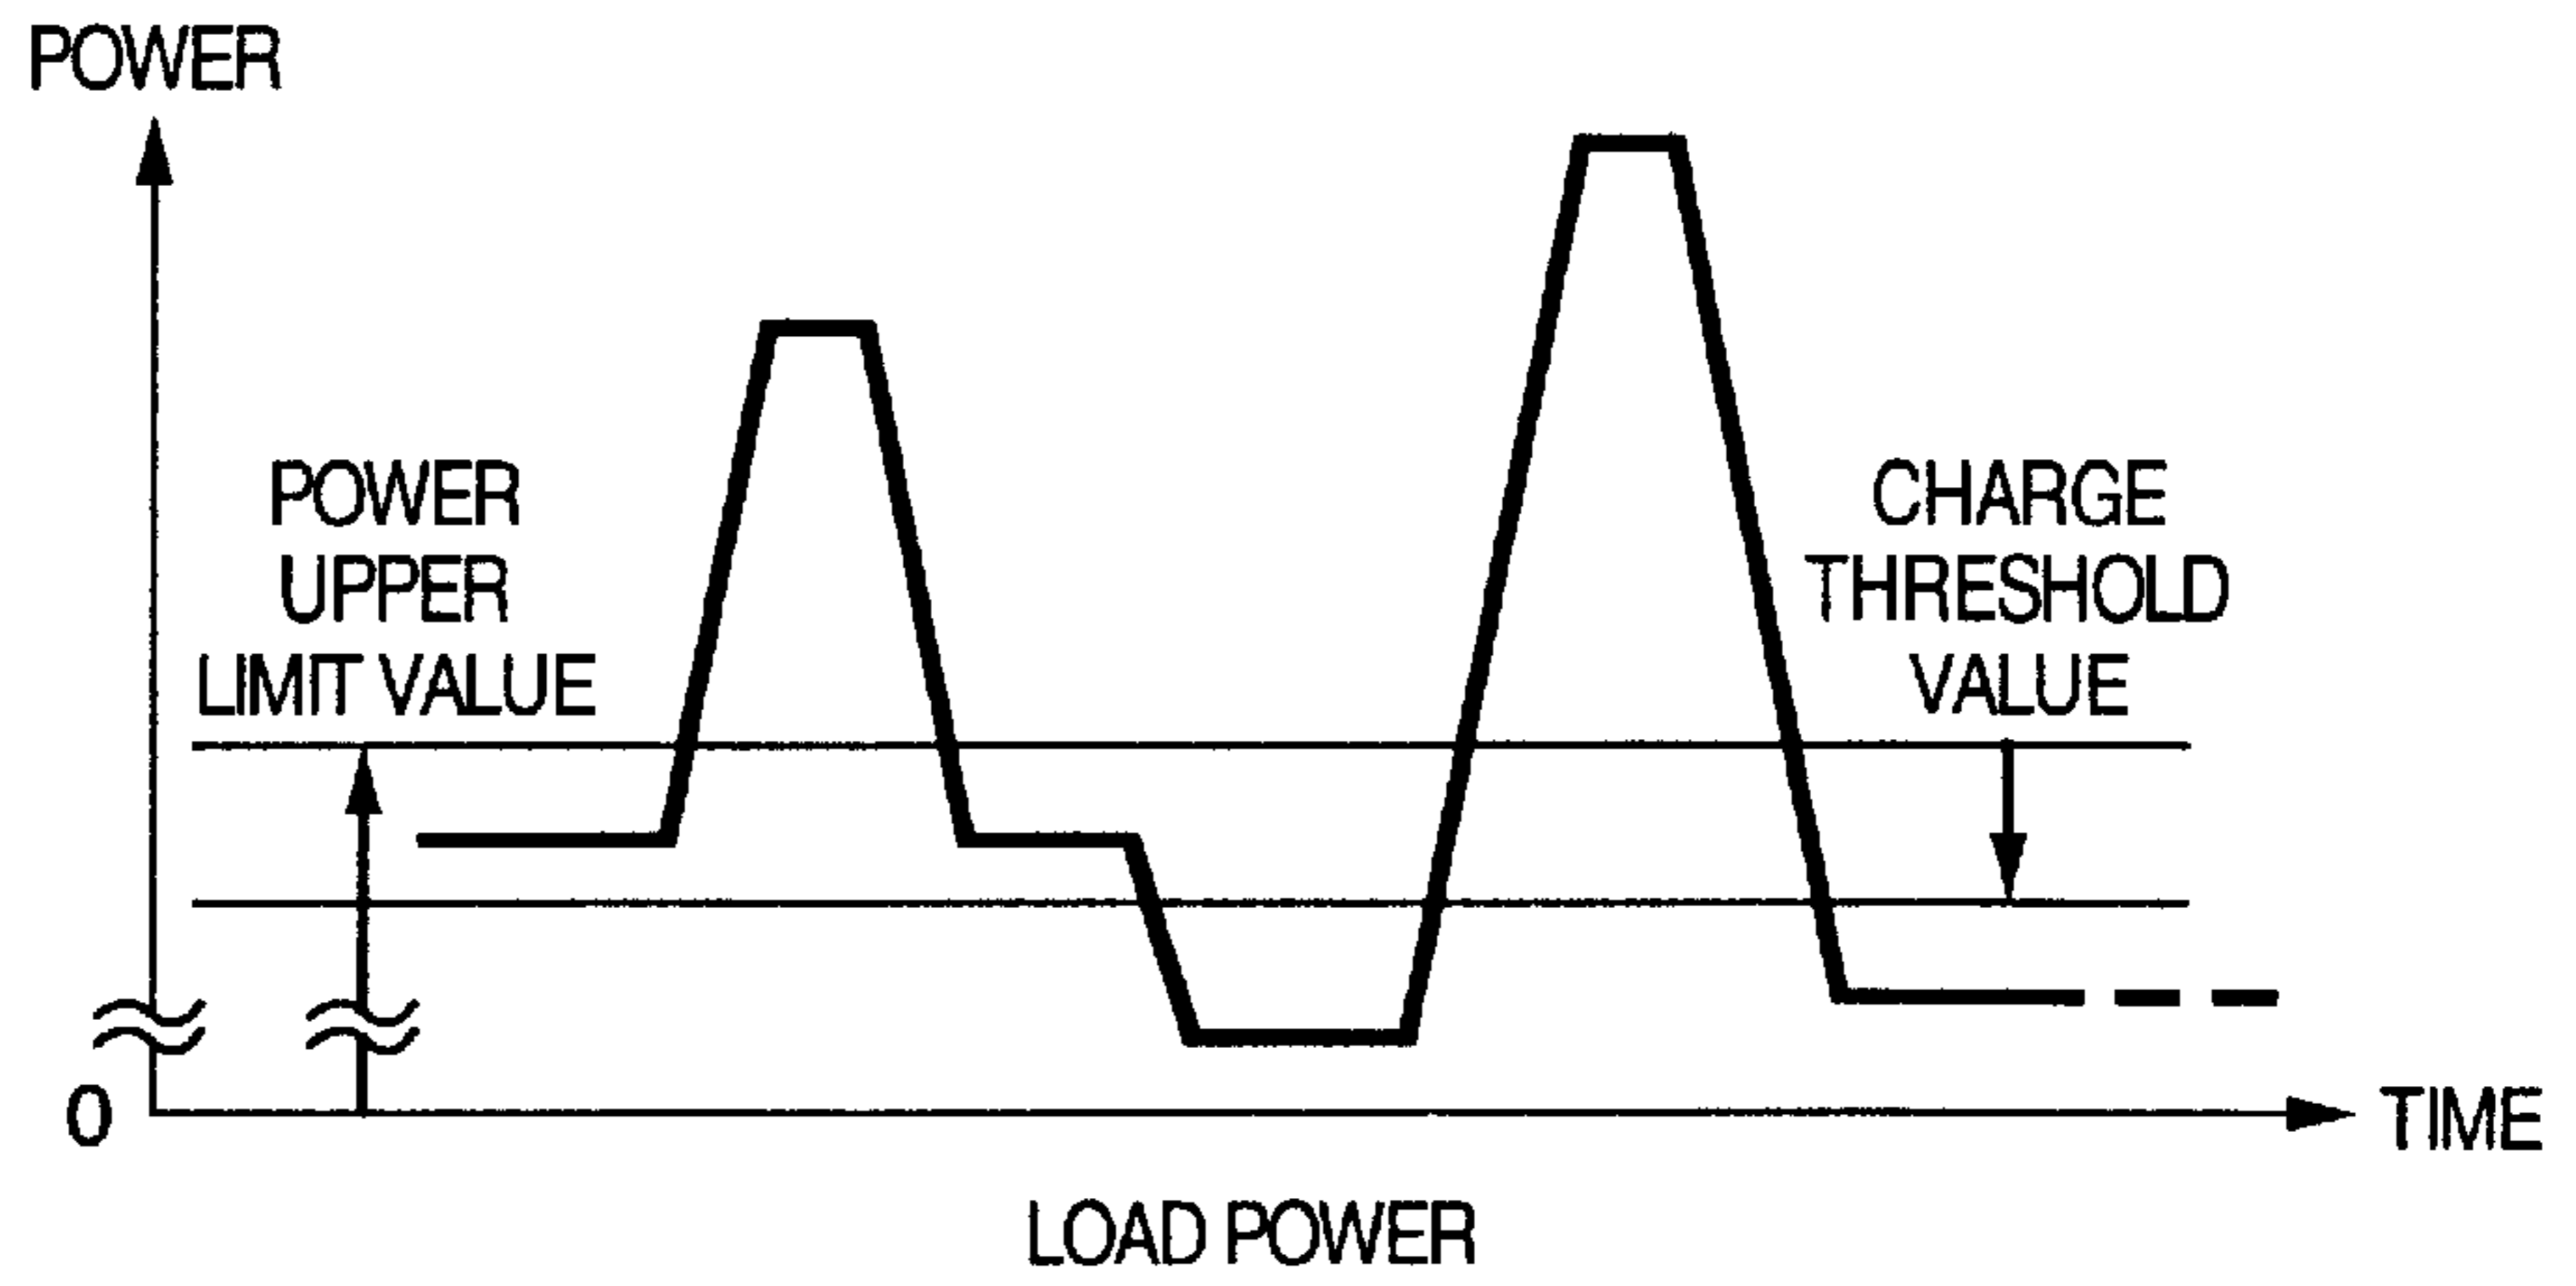 POWER
POWER
UPPER
LIMIT VALUE
CHARGE
THRESHOLD
VALUE
0
TIME
LOAD POWER